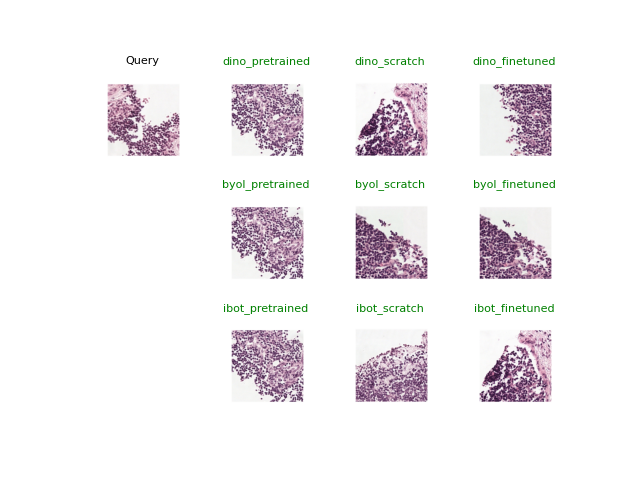 Query dino_pretrained dino_scratch dino_finetuned
byol_pretrained byol_scratch byol_finetuned
ibot_pretrained ibot_scratch ibot_finetuned